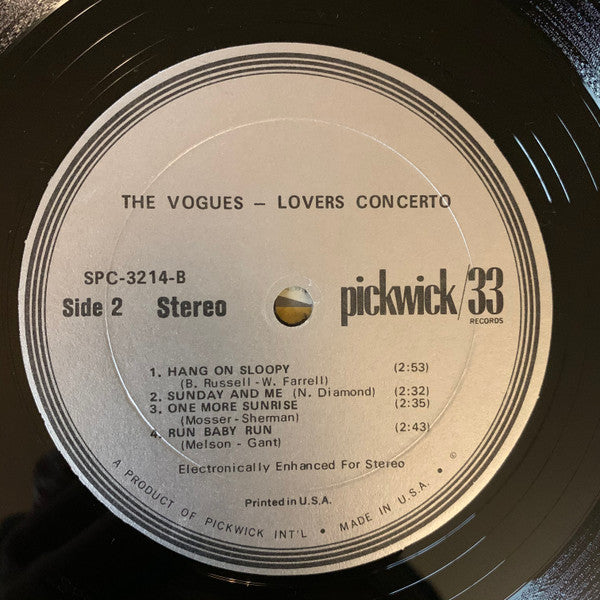 THE VOGUES – LOVERS CONCERTO
SPC-3214-B
Side 2 Stereo
pickwick/33
RECORDS
1. HANG ON SLOOPY (2:53)
(B. Russell-W. Farrell)
2. SUNDAY AND ME (N. Diamond) (2:32)
3. ONE MORE SUNRISE (2:35)
(Mosser-Sherman)
4. RUN BABY RUN (2:43)
(Melson - Gant)
Electronically Enhanced For Stereo
Printed in U.S.A.
A PRODUCT OF PICKWICK INT'L • MADE IN U.S.A. • ©